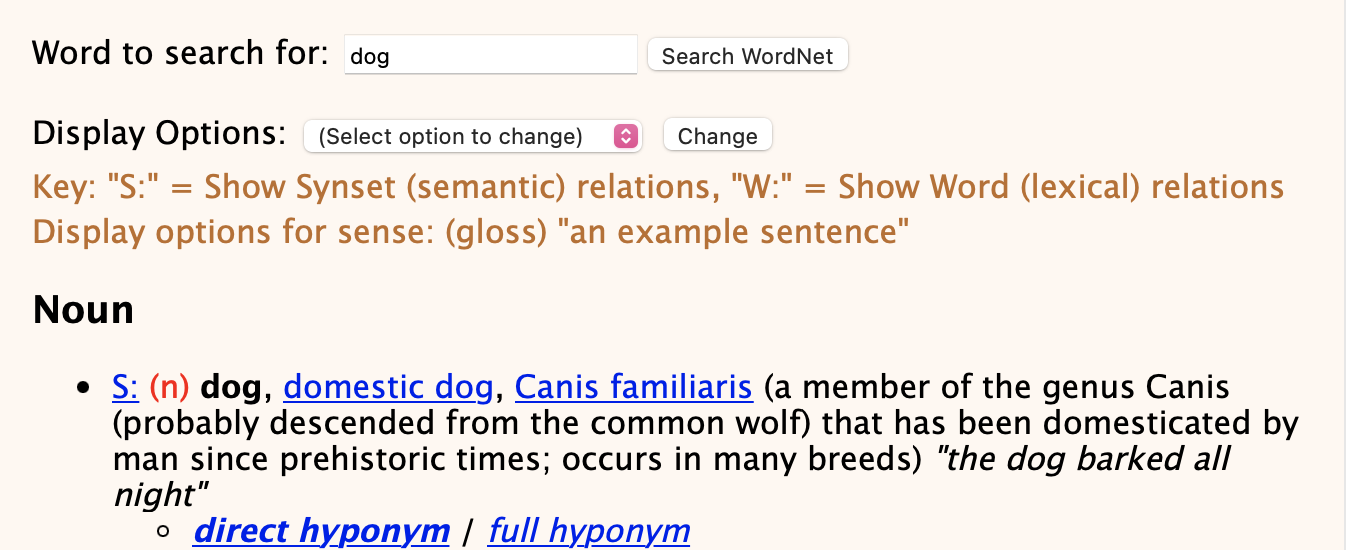 Word to search for: dog Search WordNet
Display Options: (Select option to change) Change
Key: "S:" = Show Synset (semantic) relations, "W:" = Show Word (lexical) relations
Display options for sense: (gloss) "an example sentence"
Noun
• S: (n) dog, domestic dog, Canis familiaris (a member of the genus Canis
(probably descended from the common wolf) that has been domesticated by
man since prehistoric times; occurs in many breeds) "the dog barked all
night"
◦ direct hyponym / full hyponym